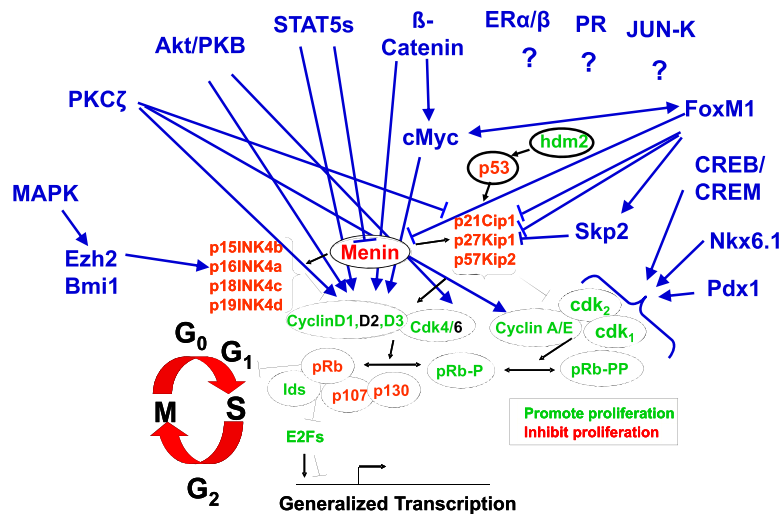 STAT5s
ß-
Catenin
ERα/β
PR
JUN-K
Akt/PKB
?
?
?
PKCζ
cMyc
FoxM1
hdm2
p53
CREB/
CREM
MAPK
p21Cip1
p27Kip1
p57Kip2
Skp2
Nkx6.1
Ezh2
Bmi1
p15INK4b
p16INK4a
p18INK4c
p19INK4d
Menin
Pdx1
CyclinD1,D2,D3
Cdk4/6
Cyclin A/E
cdk2
cdk1
G0
G1
M
S
G2
pRb
Ids
p107
p130
pRb-P
pRb-PP
E2Fs
Promote proliferation
Inhibit proliferation
Generalized Transcription